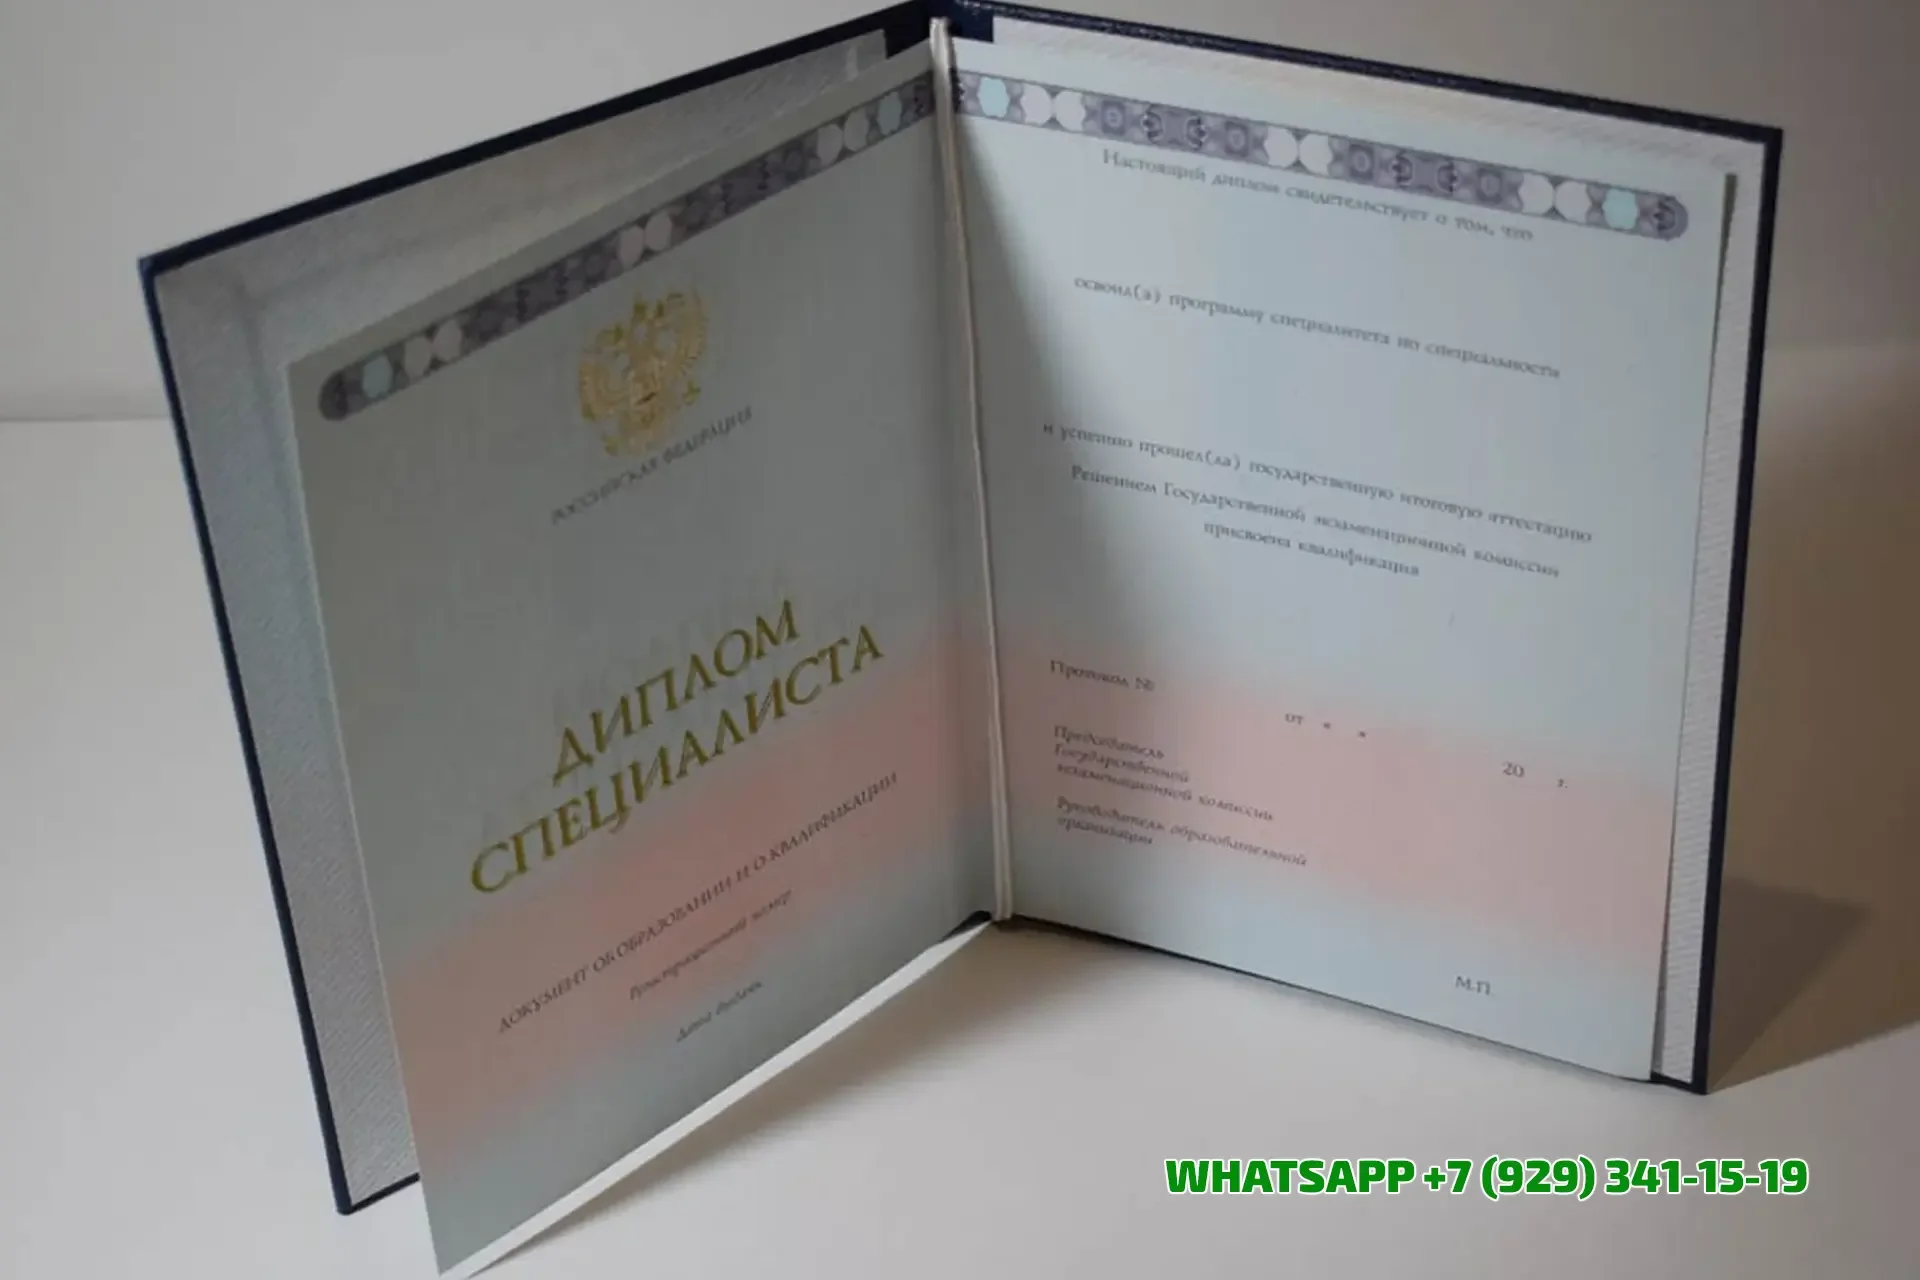 РОССИЙСКАЯ ФЕДЕРАЦИЯ
ДИПЛОМ
СПЕЦИАЛИСТА
ДОКУМЕНТ ОБ ОБРАЗОВАНИИ И О КВАЛИФИКАЦИИ
Регистрационный номер
Дата выдачи
Настоящий диплом свидетельствует о том, что
освоил(а) программу специалитета по специальности
и успешно прошел(ла) государственную итоговую аттестацию
Решением Государственной экзаменационной комиссии
присвоена квалификация
Протокол №
от « » 20 г.
Председатель
Государственной
экзаменационной комиссии
Руководитель образовательной
организации
М.П.
WHATSAPP +7 (929) 341-15-19